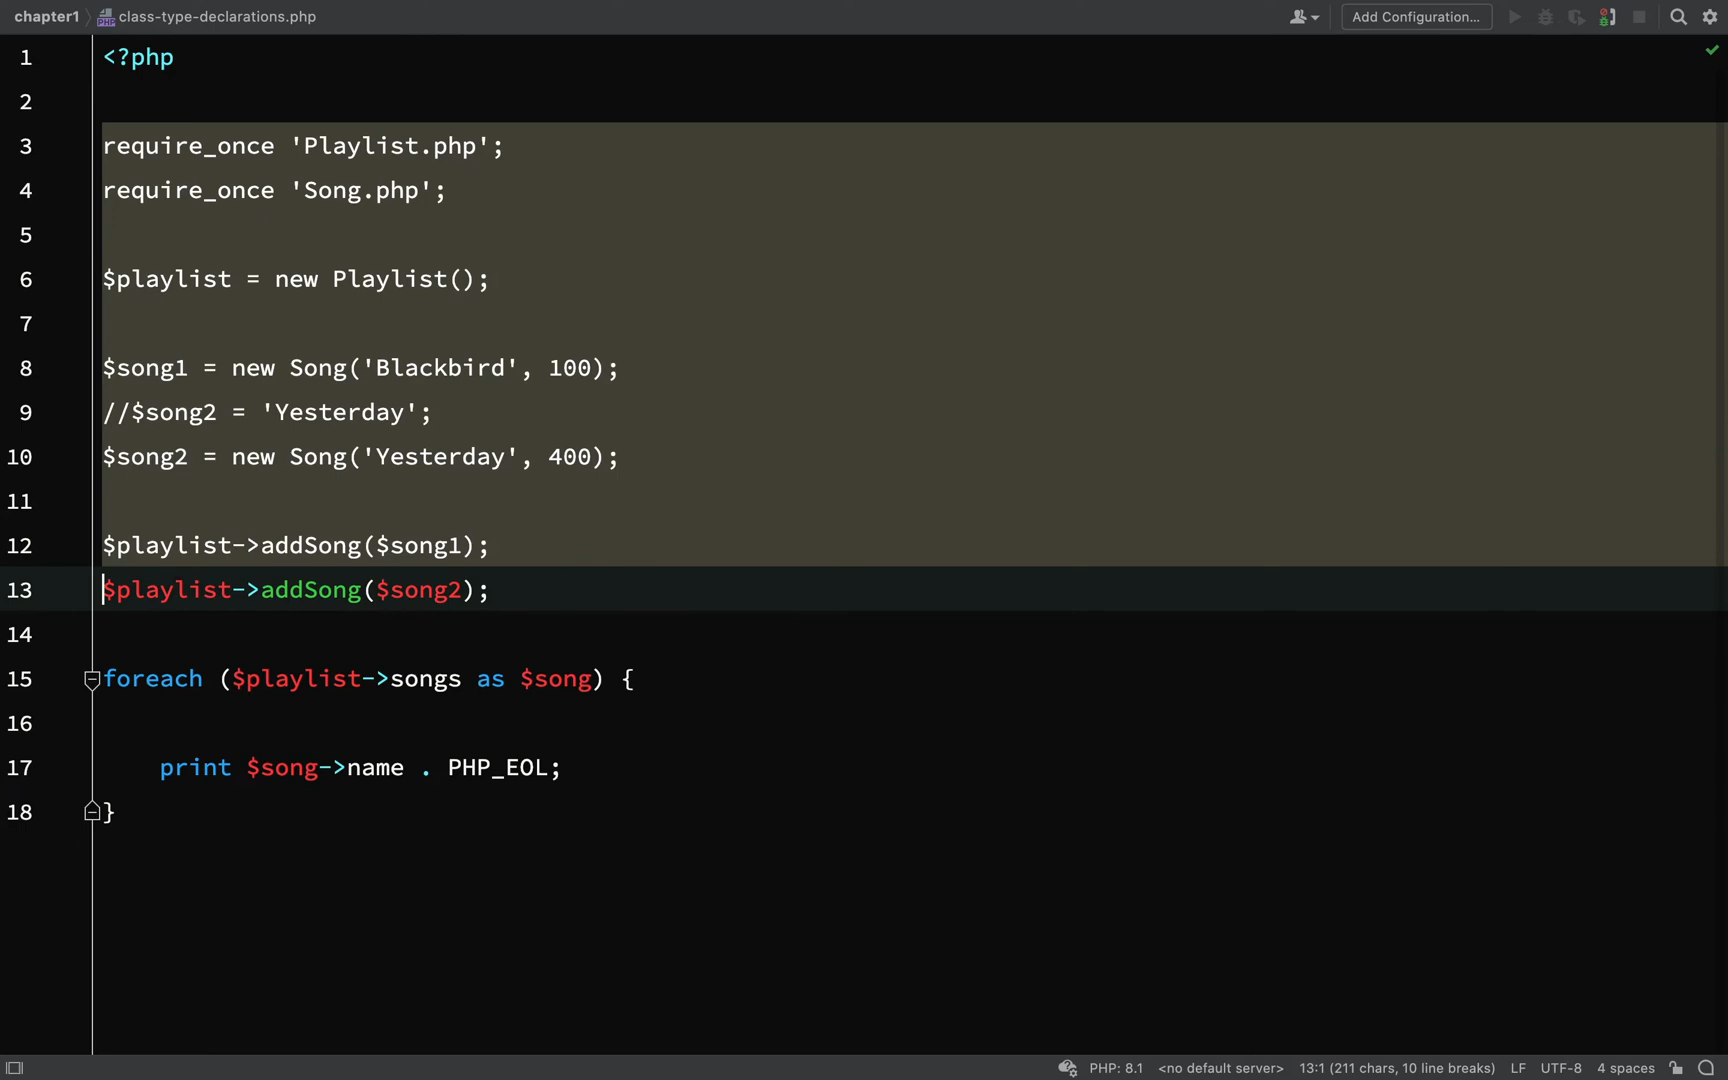 chapter1 class-type-declarations.php Add Configuration...
1 <?php
2
3 require_once 'Playlist.php';
4 require_once 'Song.php';
5
6 $playlist = new Playlist();
7
8 $song1 = new Song('Blackbird', 100);
9 //$song2 = 'Yesterday';
10 $song2 = new Song('Yesterday', 400);
11
12 $playlist->addSong($song1);
13 $playlist->addSong($song2);
14
15 foreach ($playlist->songs as $song) {
16
17     print $song->name . PHP_EOL;
18 }
PHP: 8.1 <no default server> 13:1 (211 chars, 10 line breaks) LF UTF-8 4 spaces